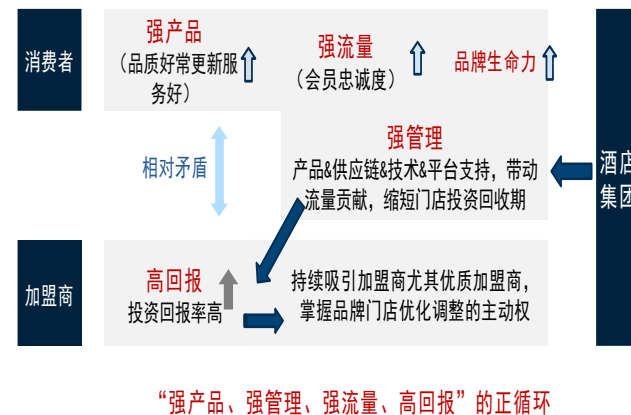 消费者
强产品
（品质好常更新服
务好）
强流量
（会员忠诚度）
品牌生命力
相对矛盾
强管理
产品&供应链&技术&平台支持，带动
流量贡献，缩短门店投资回收期
酒店
集团
加盟商
高回报
投资回报率高
持续吸引加盟商尤其优质加盟商，
掌握品牌门店优化调整的主动权
“强产品、强管理、强流量、高回报”的正循环